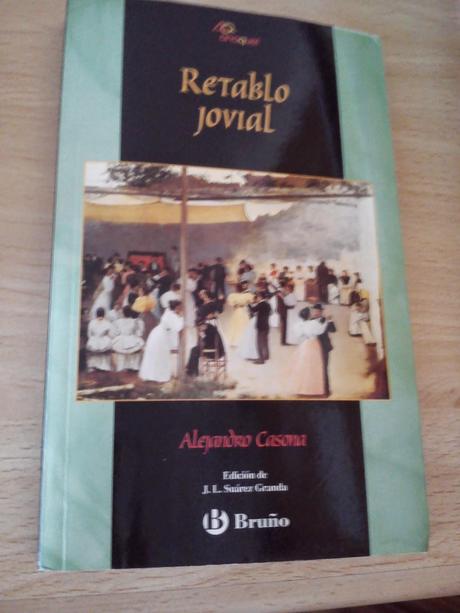 Retablo
jovial
Alejandro Casona
Edición de
J. L. Suárez Granda
B Bruño